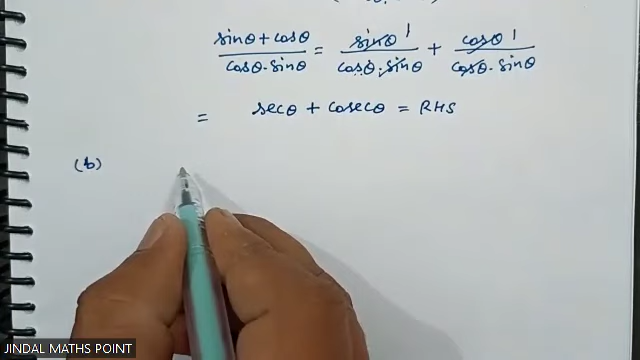 sinθ + cosθ / cosθ · sinθ = sinθ 1 / cosθ · sinθ + cosθ 1 / cosθ · sinθ
= secθ + cosecθ = RHS
(b)
JINDAL MATHS POINT